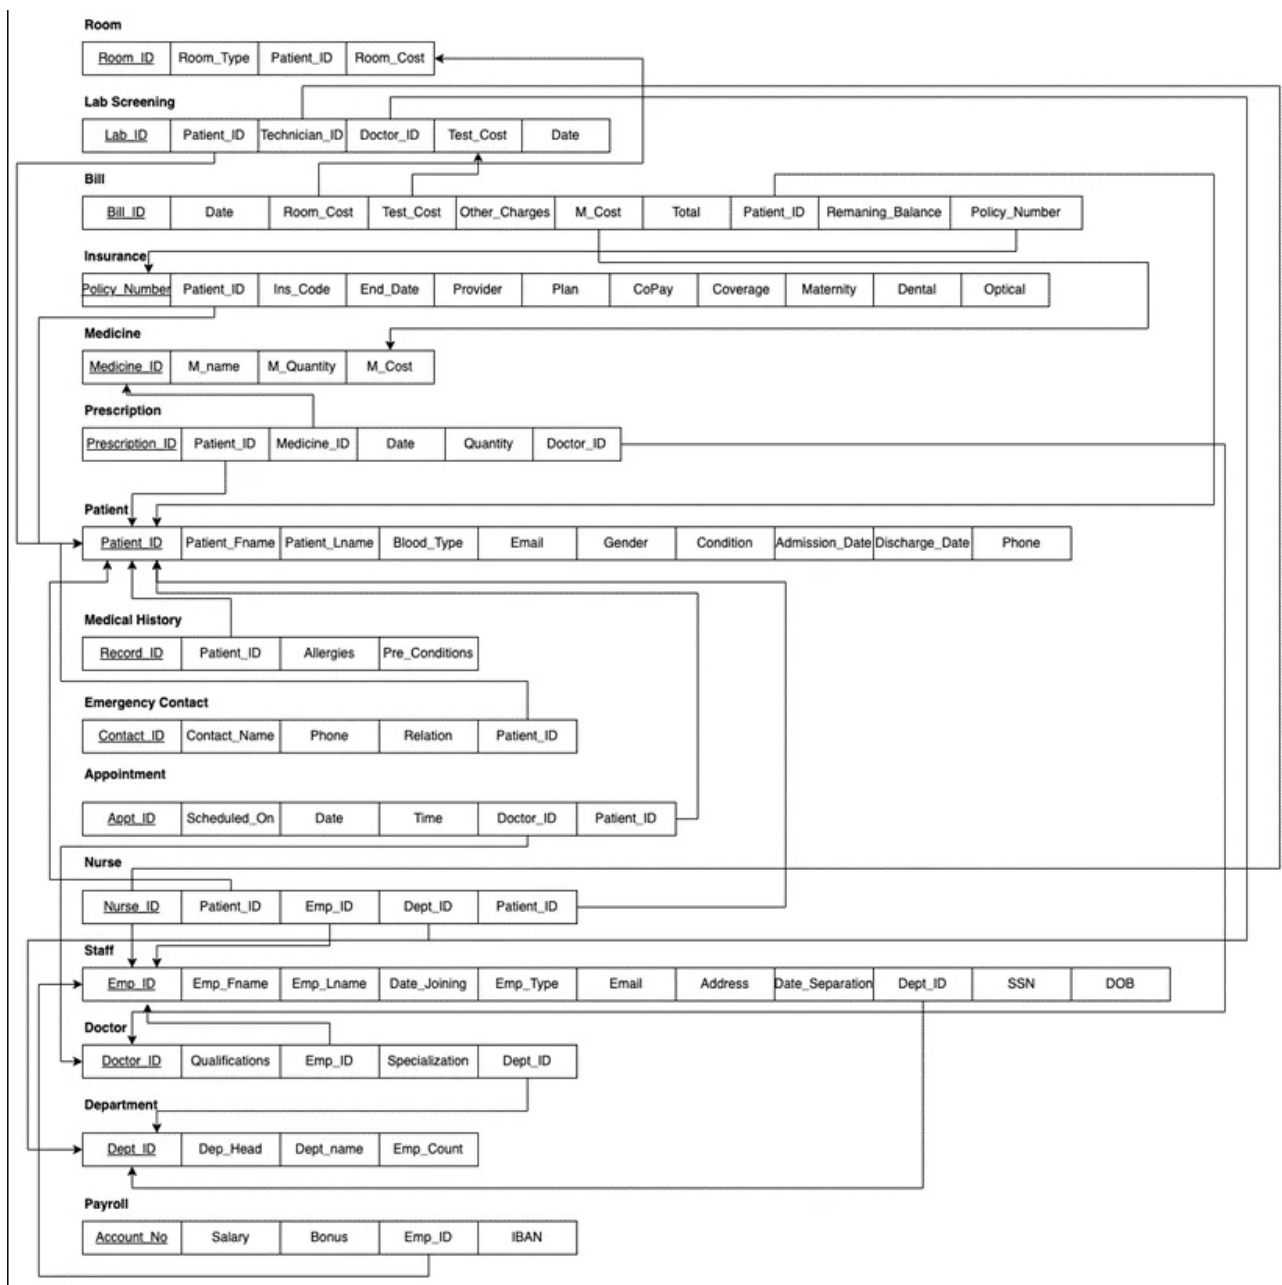 Room
Room_ID Room_Type Patient_ID Room_Cost
Lab Screening
Lab_ID Patient_ID Technician_ID Doctor_ID Test_Cost Date
Bill
Bill_ID Date Room_Cost Test_Cost Other_Charges M_Cost Total Patient_ID Remaning_Balance Policy_Number
Insurance
Policy_Number Patient_ID Ins_Code End_Date Provider Plan CoPay Coverage Maternity Dental Optical
Medicine
Medicine_ID M_name M_Quantity M_Cost
Prescription
Prescription_ID Patient_ID Medicine_ID Date Quantity Doctor_ID
Patient
Patient_ID Patient_Fname Patient_Lname Blood_Type Email Gender Condition Admission_Date Discharge_Date Phone
Medical History
Record_ID Patient_ID Allergies Pre_Conditions
Emergency Contact
Contact_ID Contact_Name Phone Relation Patient_ID
Appointment
Appt_ID Scheduled_On Date Time Doctor_ID Patient_ID
Nurse
Nurse_ID Patient_ID Emp_ID Dept_ID Patient_ID
Staff
Emp_ID Emp_Fname Emp_Lname Date_Joining Emp_Type Email Address Date_Separation Dept_ID SSN DOB
Doctor
Doctor_ID Qualifications Emp_ID Specialization Dept_ID
Department
Dept_ID Dep_Head Dept_name Emp_Count
Payroll
Account_No Salary Bonus Emp_ID IBAN